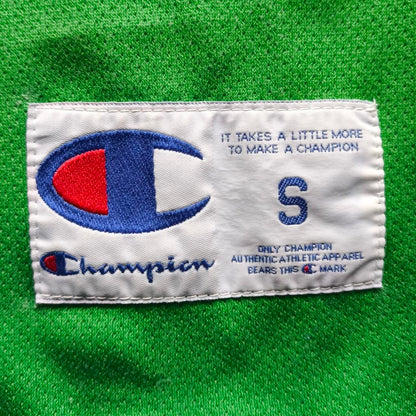 Champion
IT TAKES A LITTLE MORE
TO MAKE A CHAMPION
S
ONLY CHAMPION
AUTHENTIC ATHLETIC APPAREL
BEARS THIS C MARK